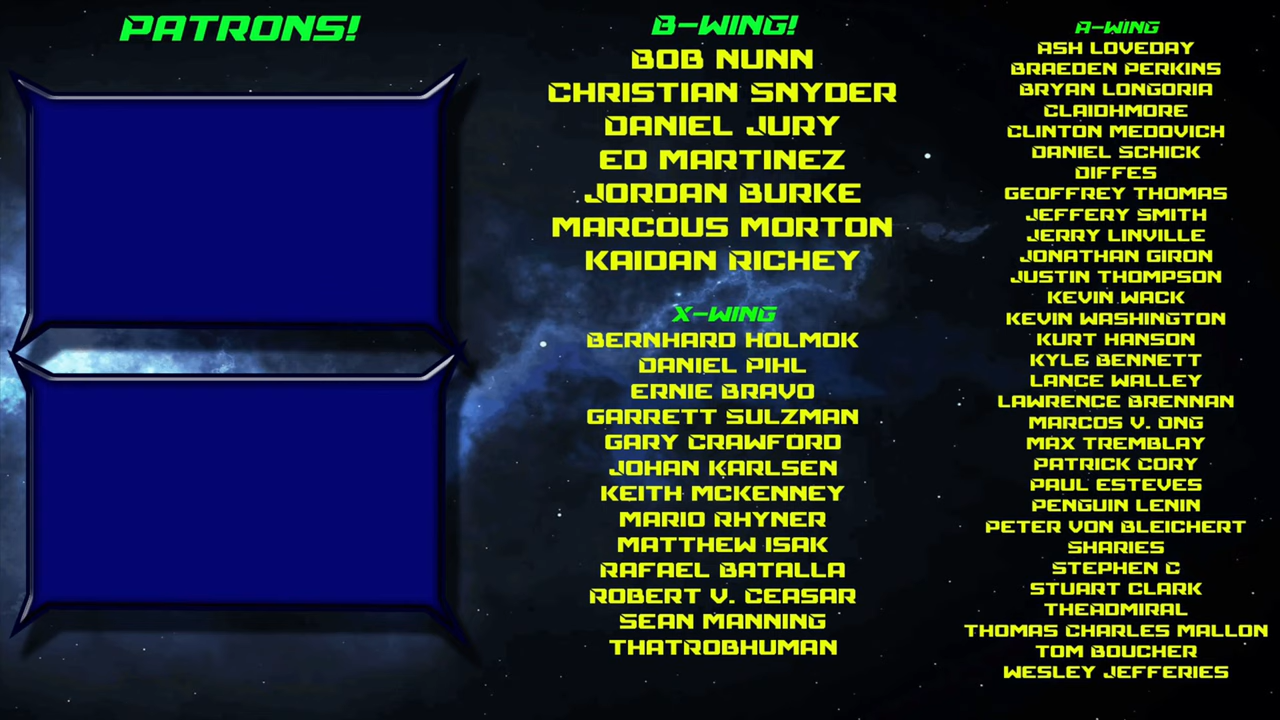 PATRONS!
B-WING!
BOB NUNN
CHRISTIAN SNYDER
DANIEL JURY
ED MARTINEZ
JORDAN BURKE
MARCOUS MORTON
KAIDAN RICHEY
X-WING
BERNHARD HOLMOK
DANIEL PIHL
ERNIE BRAVO
GARRETT SULZMAN
GARY CRAWFORD
JOHAN KARLSEN
KEITH MCKENNEY
MARIO RHYNER
MATTHEW ISAK
RAFAEL BATALLA
ROBERT V. CEASAR
SEAN MANNING
THATROBHUMAN
A-WING
ASH LOVEDAY
BRAEDEN PERKINS
BRYAN LONGORIA
CLAIDHMORE
CLINTON MEDOVICH
DANIEL SCHICK
DIFFES
GEOFFREY THOMAS
JEFFERY SMITH
JERRY LINVILLE
JONATHAN GIRON
JUSTIN THOMPSON
KEVIN WACK
KEVIN WASHINGTON
KURT HANSON
KYLE BENNETT
LANCE WALLEY
LAWRENCE BRENNAN
MARCOS V. ONG
MAX TREMBLAY
PATRICK CORY
PAUL ESTEVES
PENGUIN LENIN
PETER VON BLEICHERT
SHARIES
STEPHEN C
STUART CLARK
THEADMIRAL
THOMAS CHARLES MALLON
TOM BOUCHER
WESLEY JEFFERIES